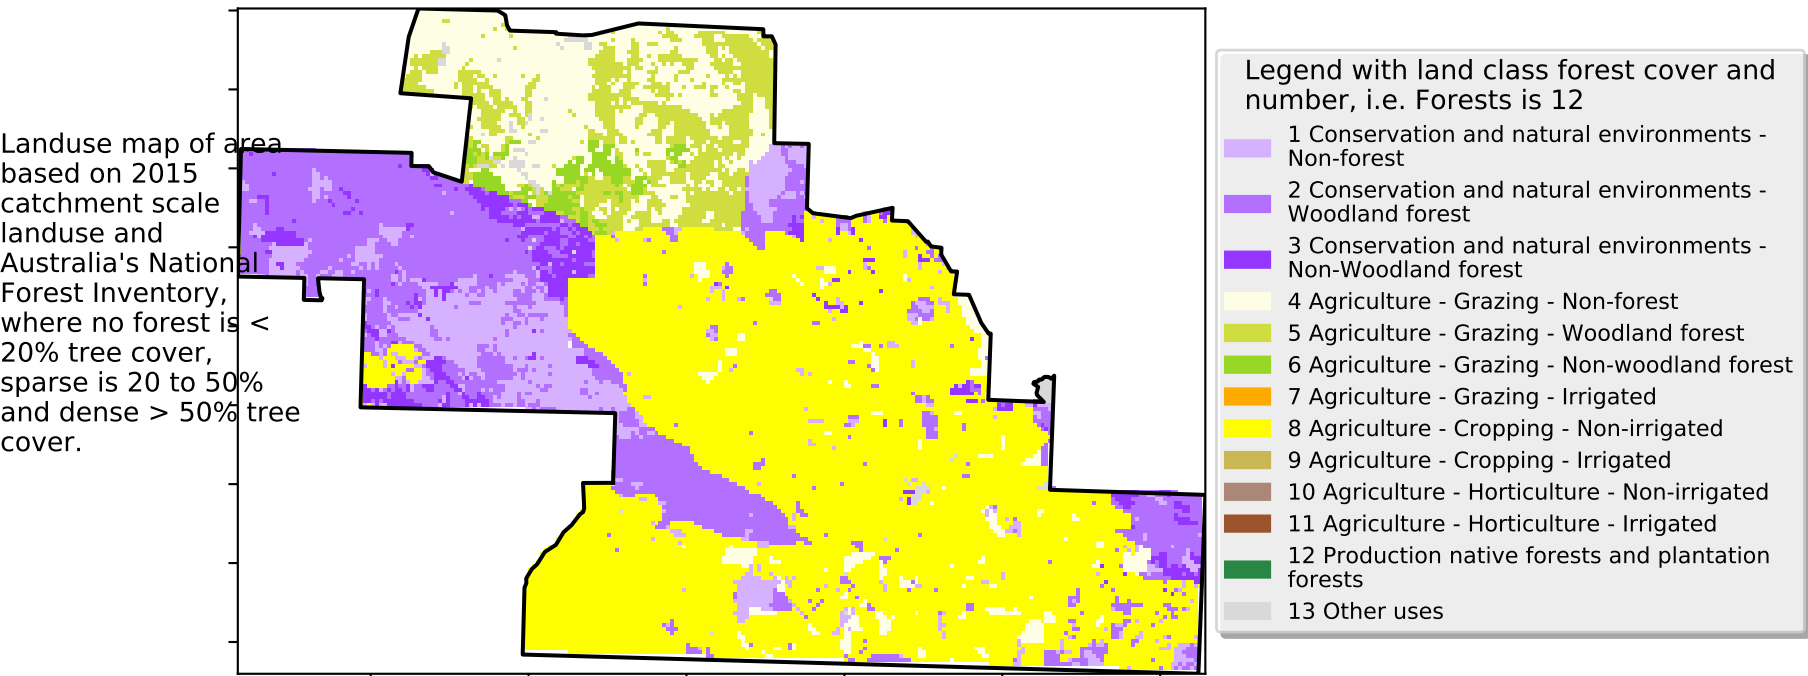 Landuse map of area
based on 2015
catchment scale
landuse and
Australia's National
Forest Inventory,
where no forest is <
20% tree cover,
sparse is 20 to 50%
and dense > 50% tree
cover.
Legend with land class forest cover and
number, i.e. Forests is 12
1 Conservation and natural environments -
Non-forest
2 Conservation and natural environments -
Woodland forest
3 Conservation and natural environments -
Non-Woodland forest
4 Agriculture - Grazing - Non-forest
5 Agriculture - Grazing - Woodland forest
6 Agriculture - Grazing - Non-woodland forest
7 Agriculture - Grazing - Irrigated
8 Agriculture - Cropping - Non-irrigated
9 Agriculture - Cropping - Irrigated
10 Agriculture - Horticulture - Non-irrigated
11 Agriculture - Horticulture - Irrigated
12 Production native forests and plantation
forests
13 Other uses